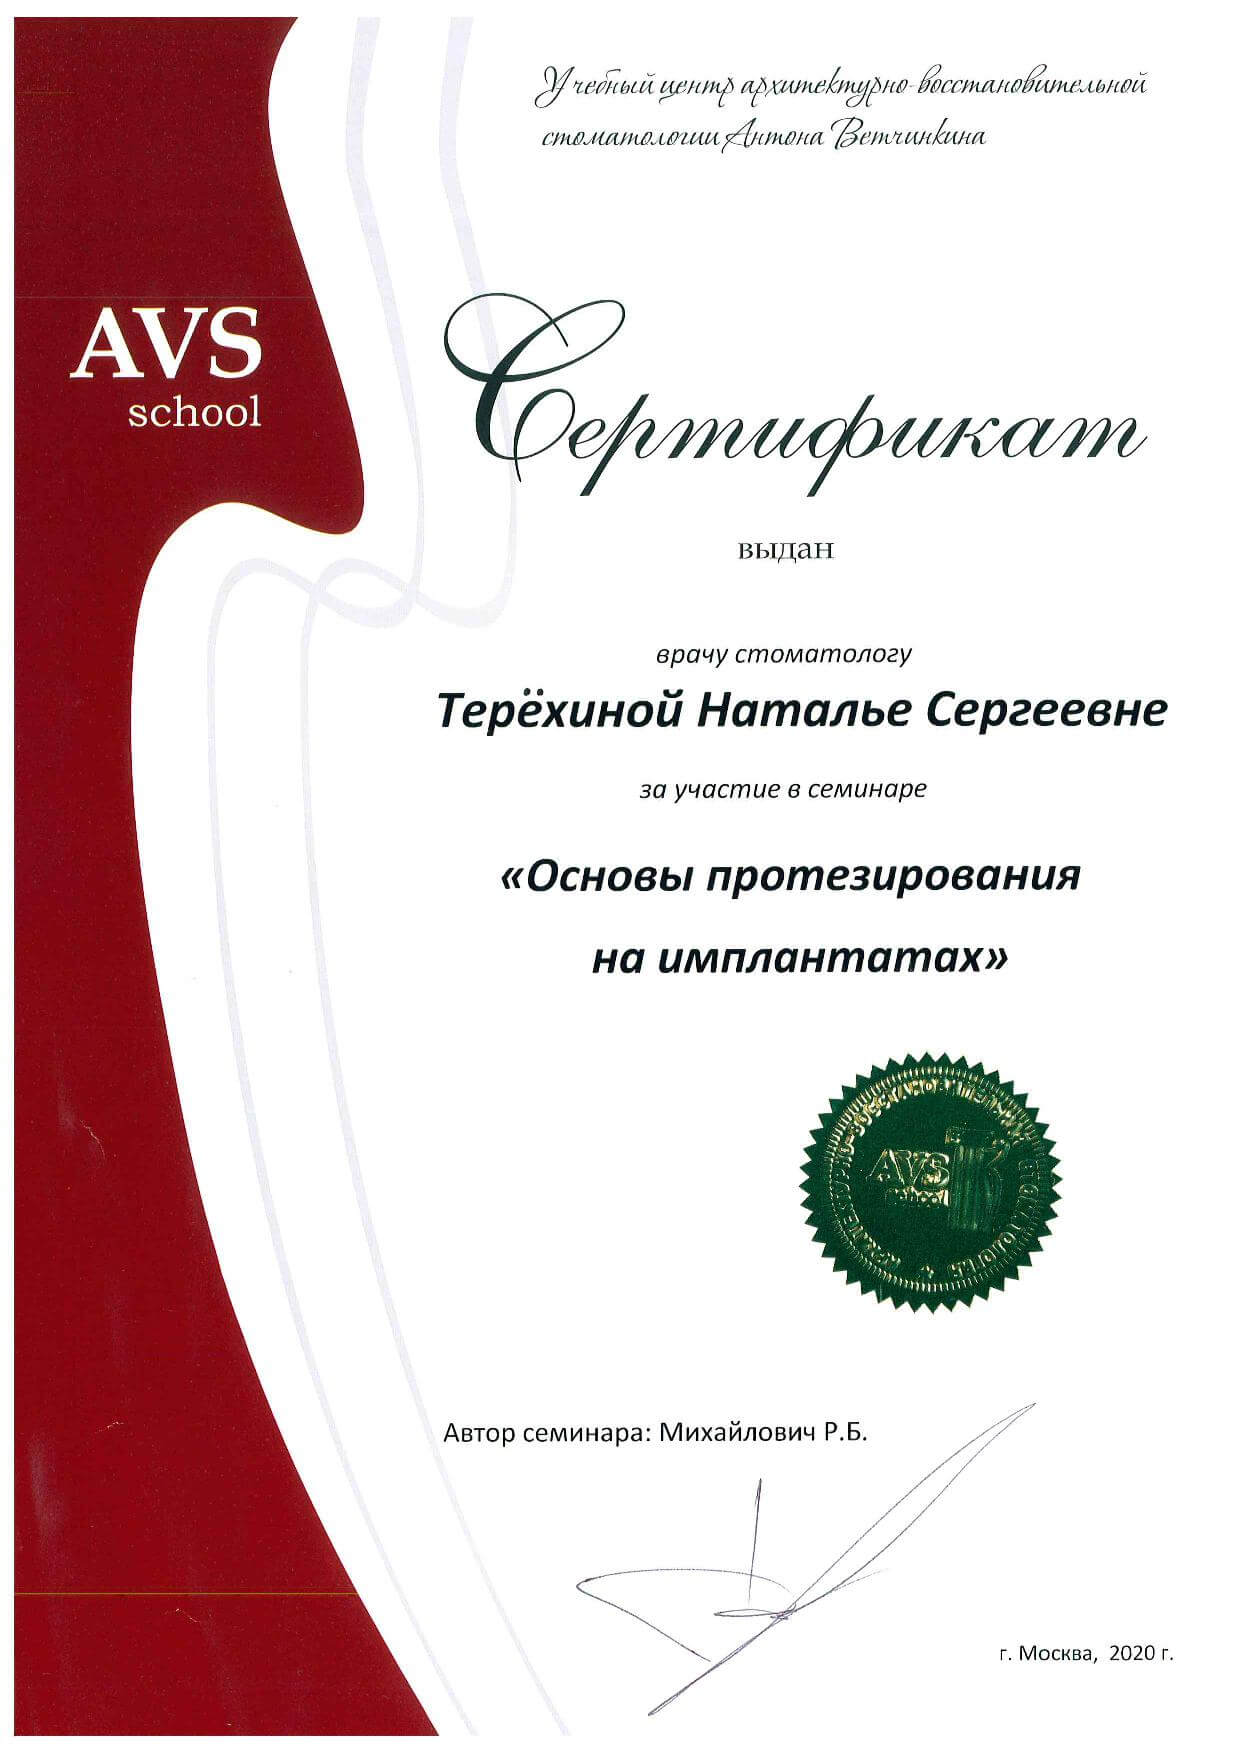 Учебный центр архитектурно-восстановительной
стоматологии Антона Ветчинкина
AVS
school
Сертификат
выдан
врачу стоматологу
Терёхиной Наталье Сергеевне
за участие в семинаре
«Основы протезирования
на имплантатах»
AVS
school
Автор семинара: Михайлович Р.Б.
г. Москва, 2020 г.